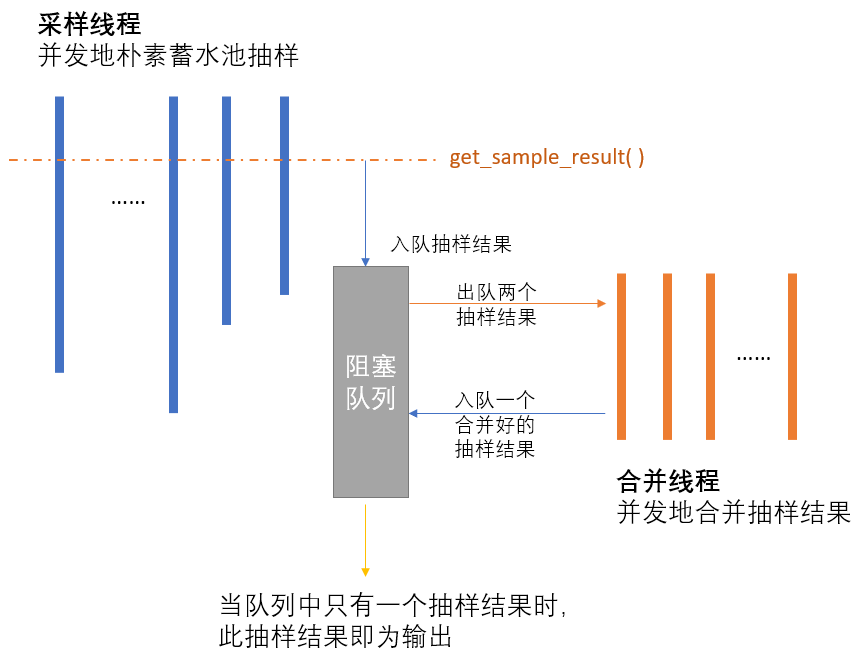 采样线程
并发地朴素蓄水池抽样
get_sample_result( )
……
入队抽样结果
出队两个
抽样结果
阻塞
队列
……
入队一个
合并好的
抽样结果
合并线程
并发地合并抽样结果
当队列中只有一个抽样结果时，
此抽样结果即为输出